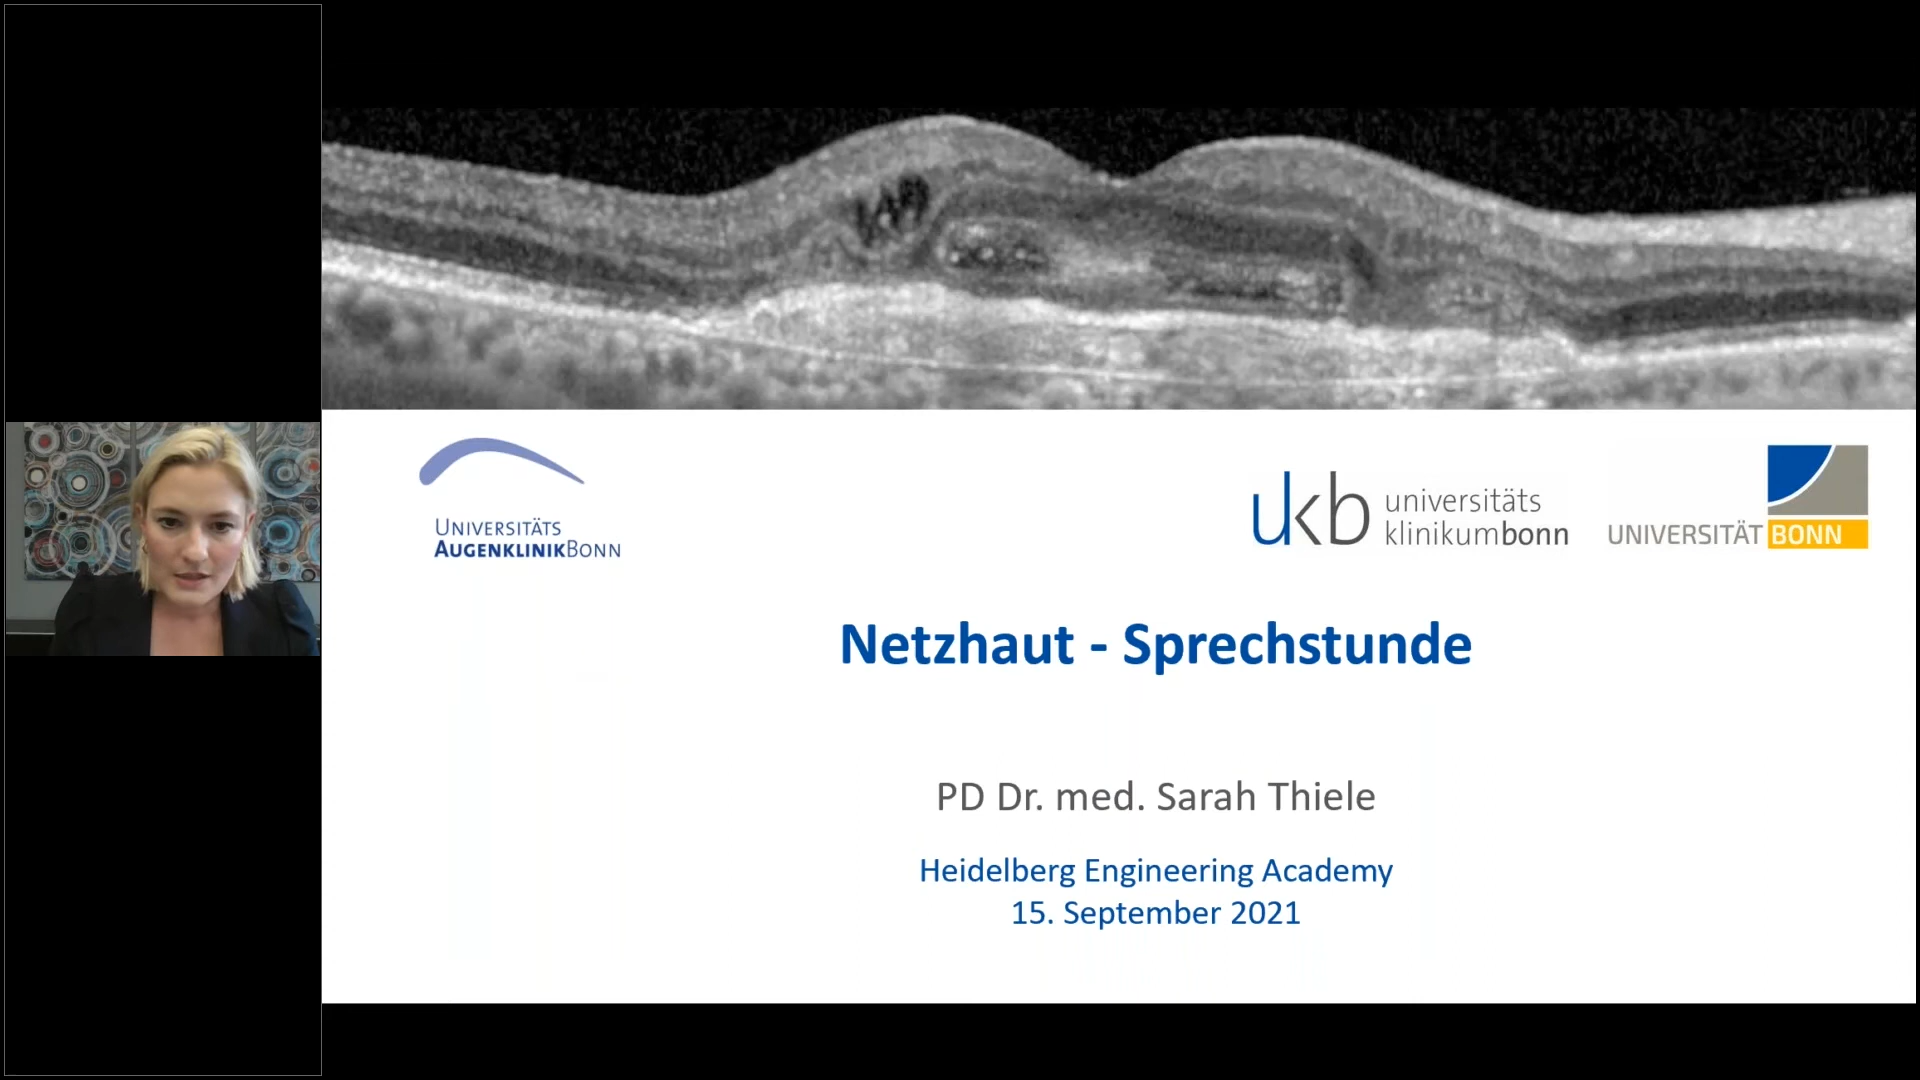 UNIVERSITÄTS
AUGENKLINIKBONN
ukb universitäts
klinikumbonn
UNIVERSITÄT BONN
Netzhaut - Sprechstunde
PD Dr. med. Sarah Thiele
Heidelberg Engineering Academy
15. September 2021